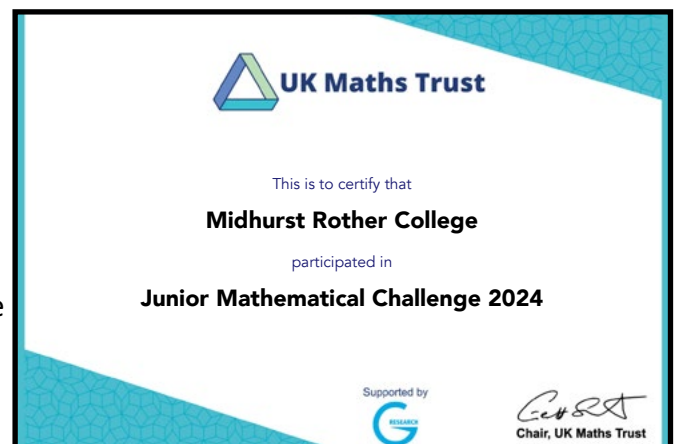 UK Maths Trust
This is to certify that
Midhurst Rother College
participated in
Junior Mathematical Challenge 2024
e
Supported by
G
RESEARCH
Chair, UK Maths Trust